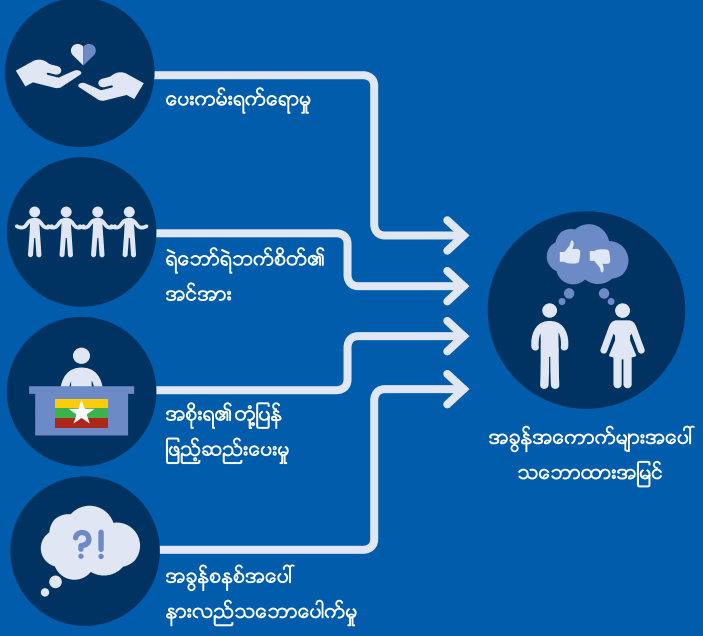 ပေးကမ်းရက်ရောမှု
ရဲဘော်ရဲဘက်စိတ်၏
အင်အား
အစိုးရ၏ တုံ့ပြန်
ဖြည့်ဆည်းပေးမှု
?!
အခွန်စနစ်အပေါ်
နားလည်သဘောပေါက်မှု
အခွန်အကောက်များအပေါ်
သဘောထားအမြင်